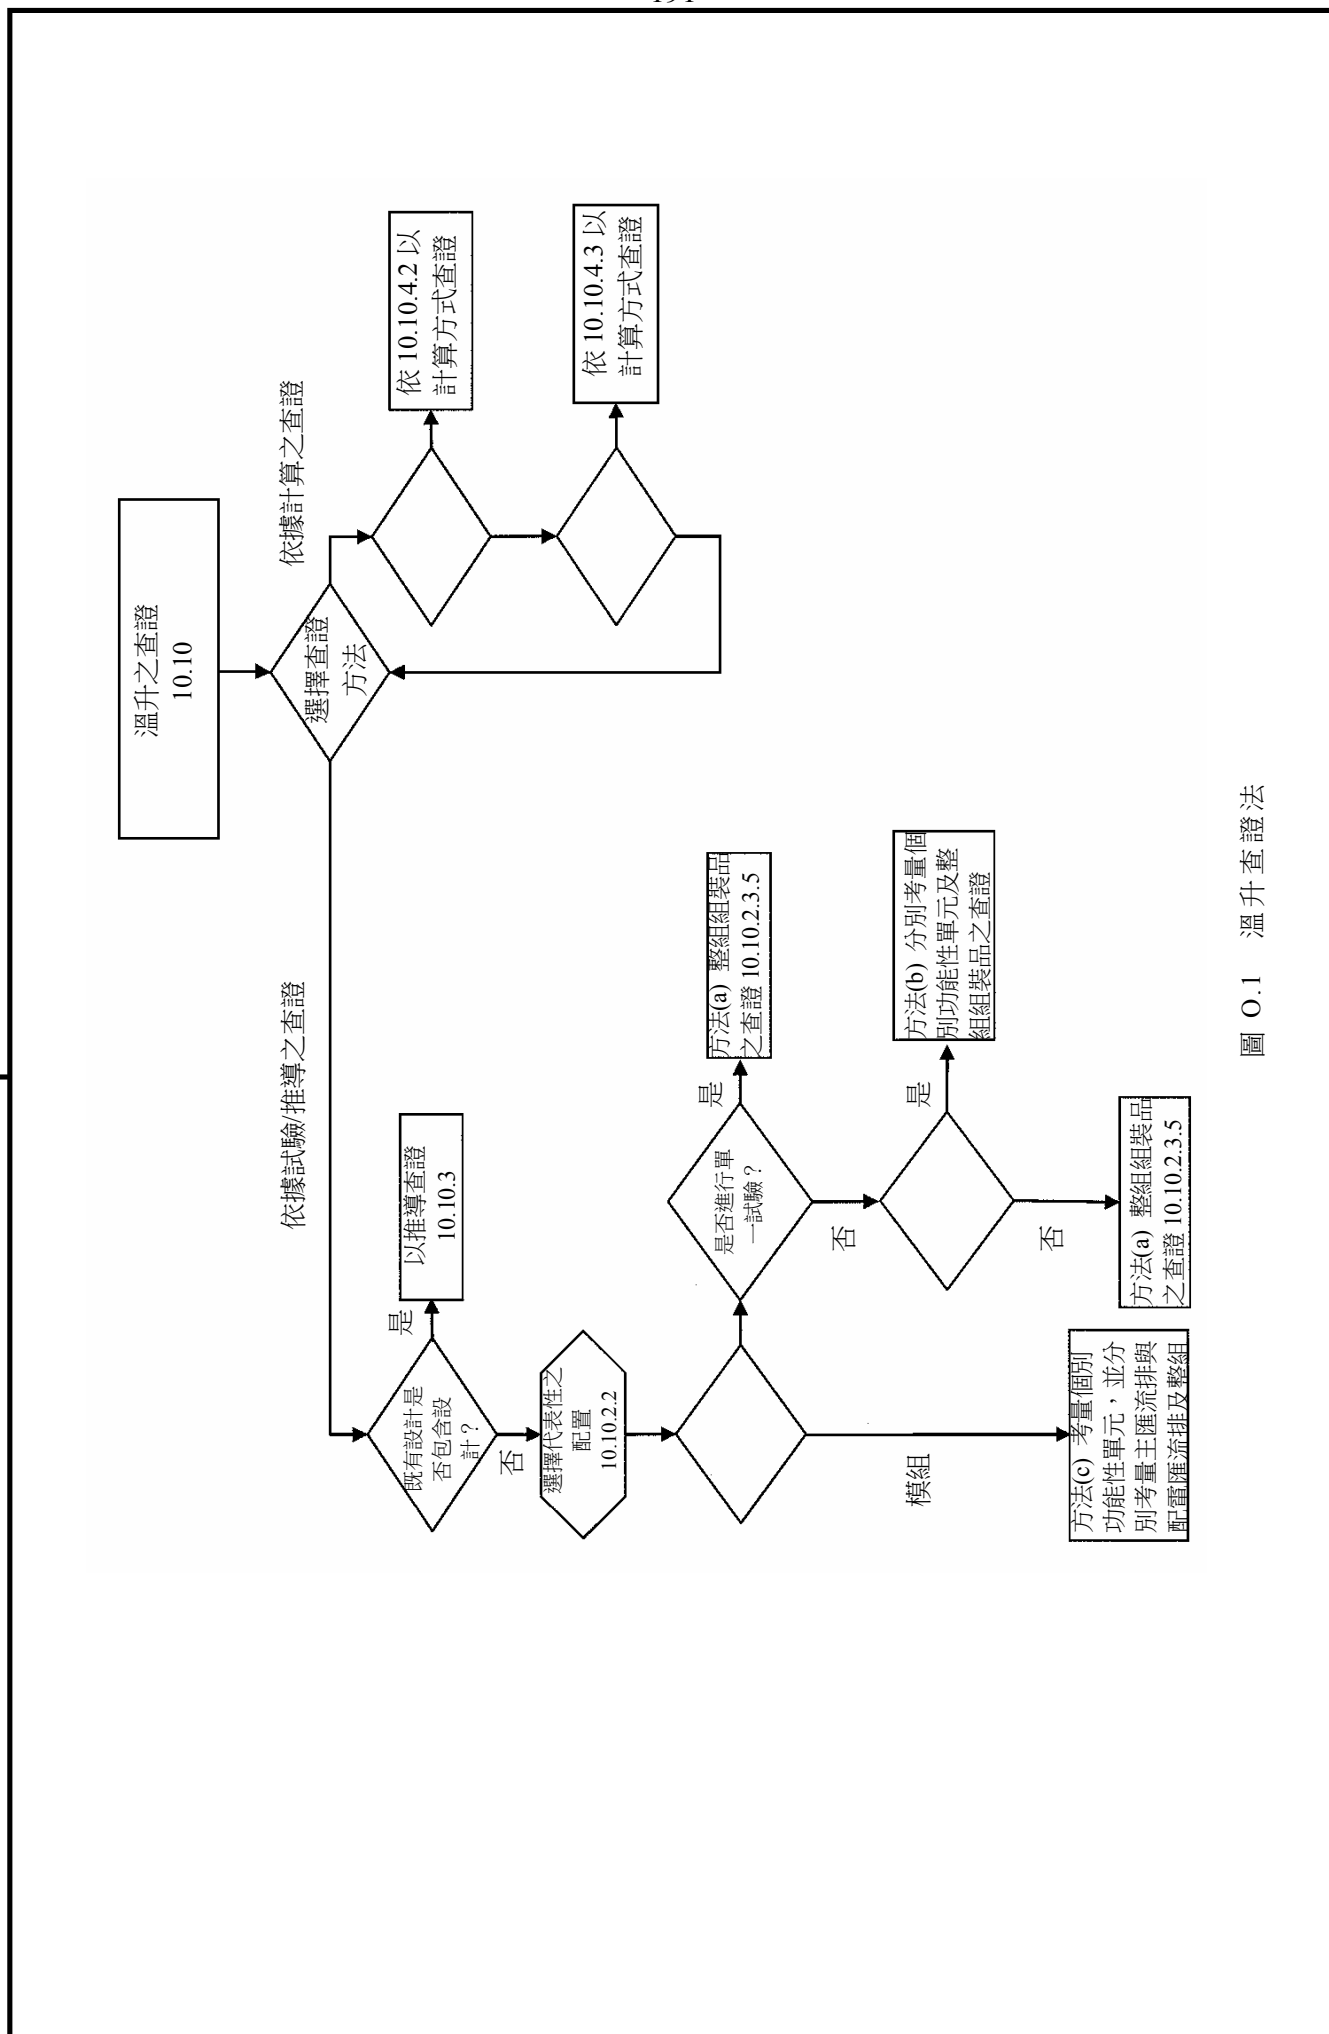 溫升之查證
10.10
選擇查證
方法
依據計算之查證
依 10.10.4.2 以
計算方式查證
依 10.10.4.3 以
計算方式查證
依據試驗/推導之查證
既有設計是
否包含設
計？
是
以推導查證
10.10.3
否
選擇代表性之
配置
10.10.2.2
是否進行單
一試驗？
是
方法(a) 整組組裝品
之查證 10.10.2.3.5
否
是
方法(b) 分別考量個
別功能性單元及整
組組裝品之查證
否
方法(a) 整組組裝品
之查證 10.10.2.3.5
模組
方法(c) 考量個別
功能性單元，並分
別考量主匯流排與
配電匯流排及整組
圖 O.1 溫升查證法